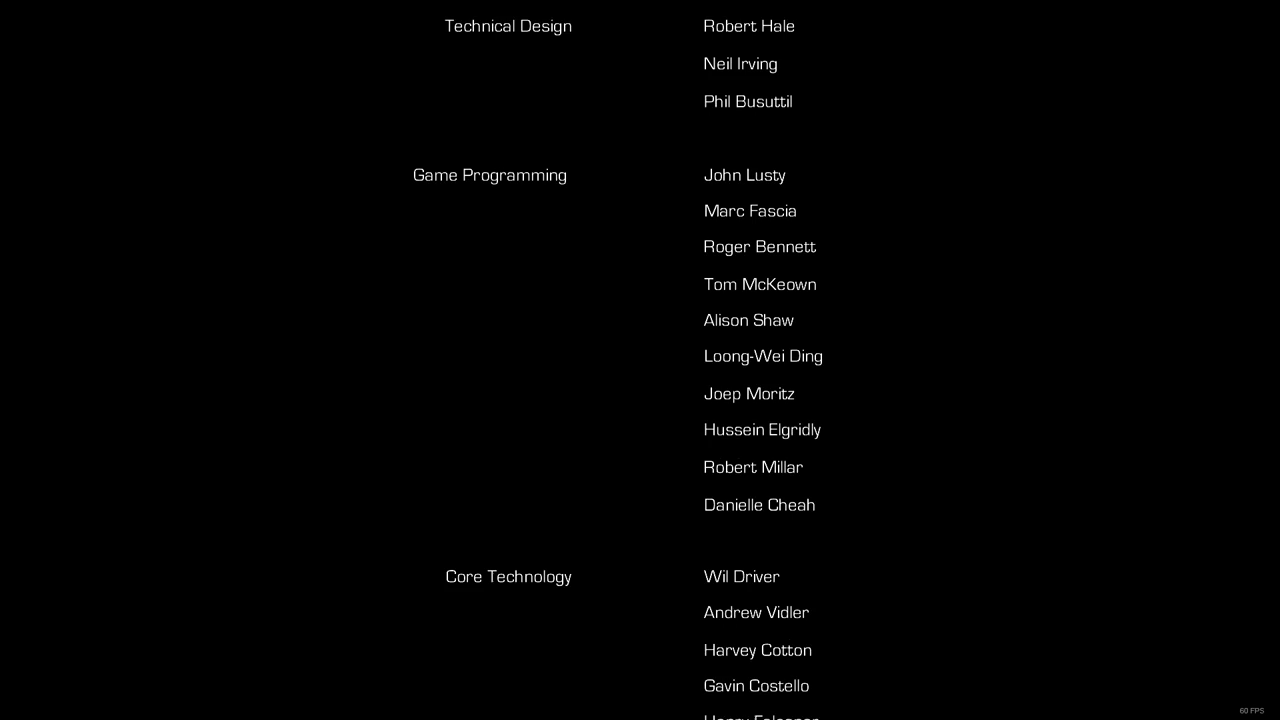 Technical Design Robert Hale
Neil Irving
Phil Busuttil
Game Programming John Lusty
Marc Fascia
Roger Bennett
Tom McKeown
Alison Shaw
Loong-Wei Ding
Joep Moritz
Hussein Elgridly
Robert Millar
Danielle Cheah
Core Technology Wil Driver
Andrew Vidler
Harvey Cotton
Gavin Costello
60 FPS